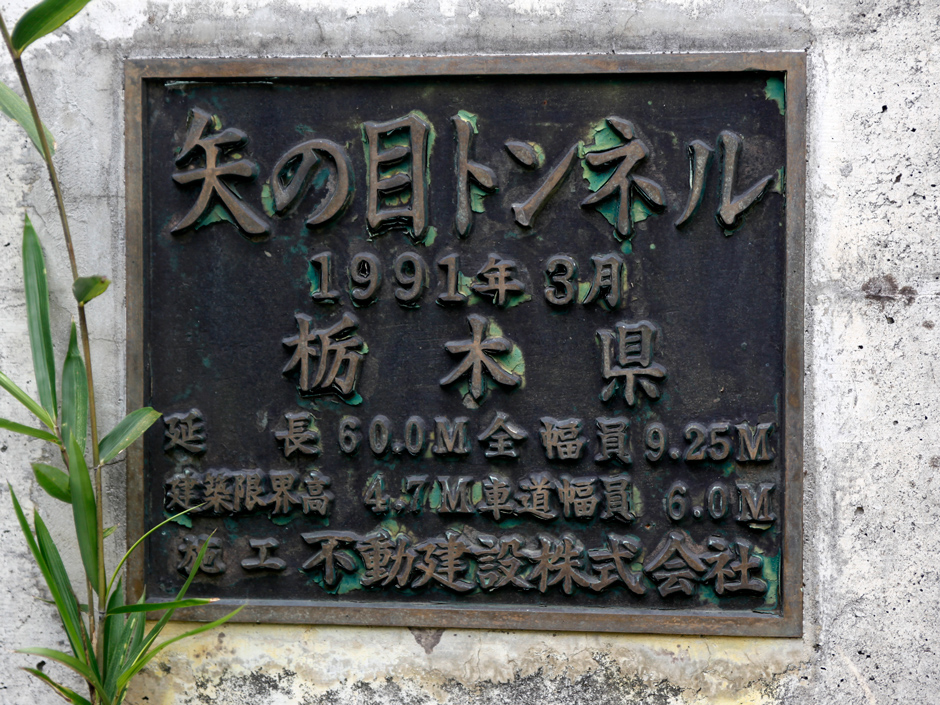 矢の目トンネル
1991年3月
栃木県
延長 60.0M 全幅員 9.25M
建築限界高 4.7M 車道幅員 6.0M
施工 不動建設株式会社